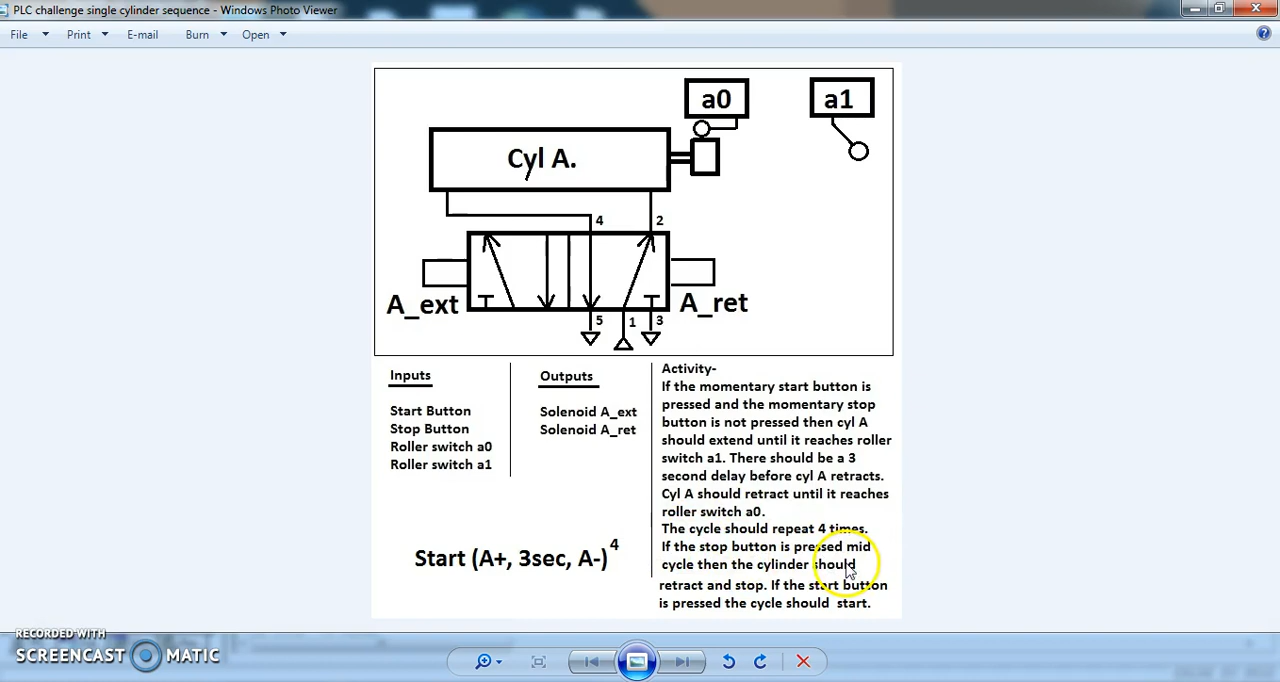 PLC challenge single cylinder sequence - Windows Photo Viewer
File Print E-mail Burn Open
a0 a1
Cyl A.
4 2
A_ext A_ret
5 1 3
Inputs
Start Button
Stop Button
Roller switch a0
Roller switch a1
Outputs
Solenoid A_ext
Solenoid A_ret
Start (A+, 3sec, A-)4
Activity-
If the momentary start button is
pressed and the momentary stop
button is not pressed then cyl A
should extend until it reaches roller
switch a1. There should be a 3
second delay before cyl A retracts.
Cyl A should retract until it reaches
roller switch a0.
The cycle should repeat 4 times.
If the stop button is pressed mid
cycle then the cylinder should
retract and stop. If the start button
is pressed the cycle should start.
RECORDED WITH
SCREENCAST MATIC